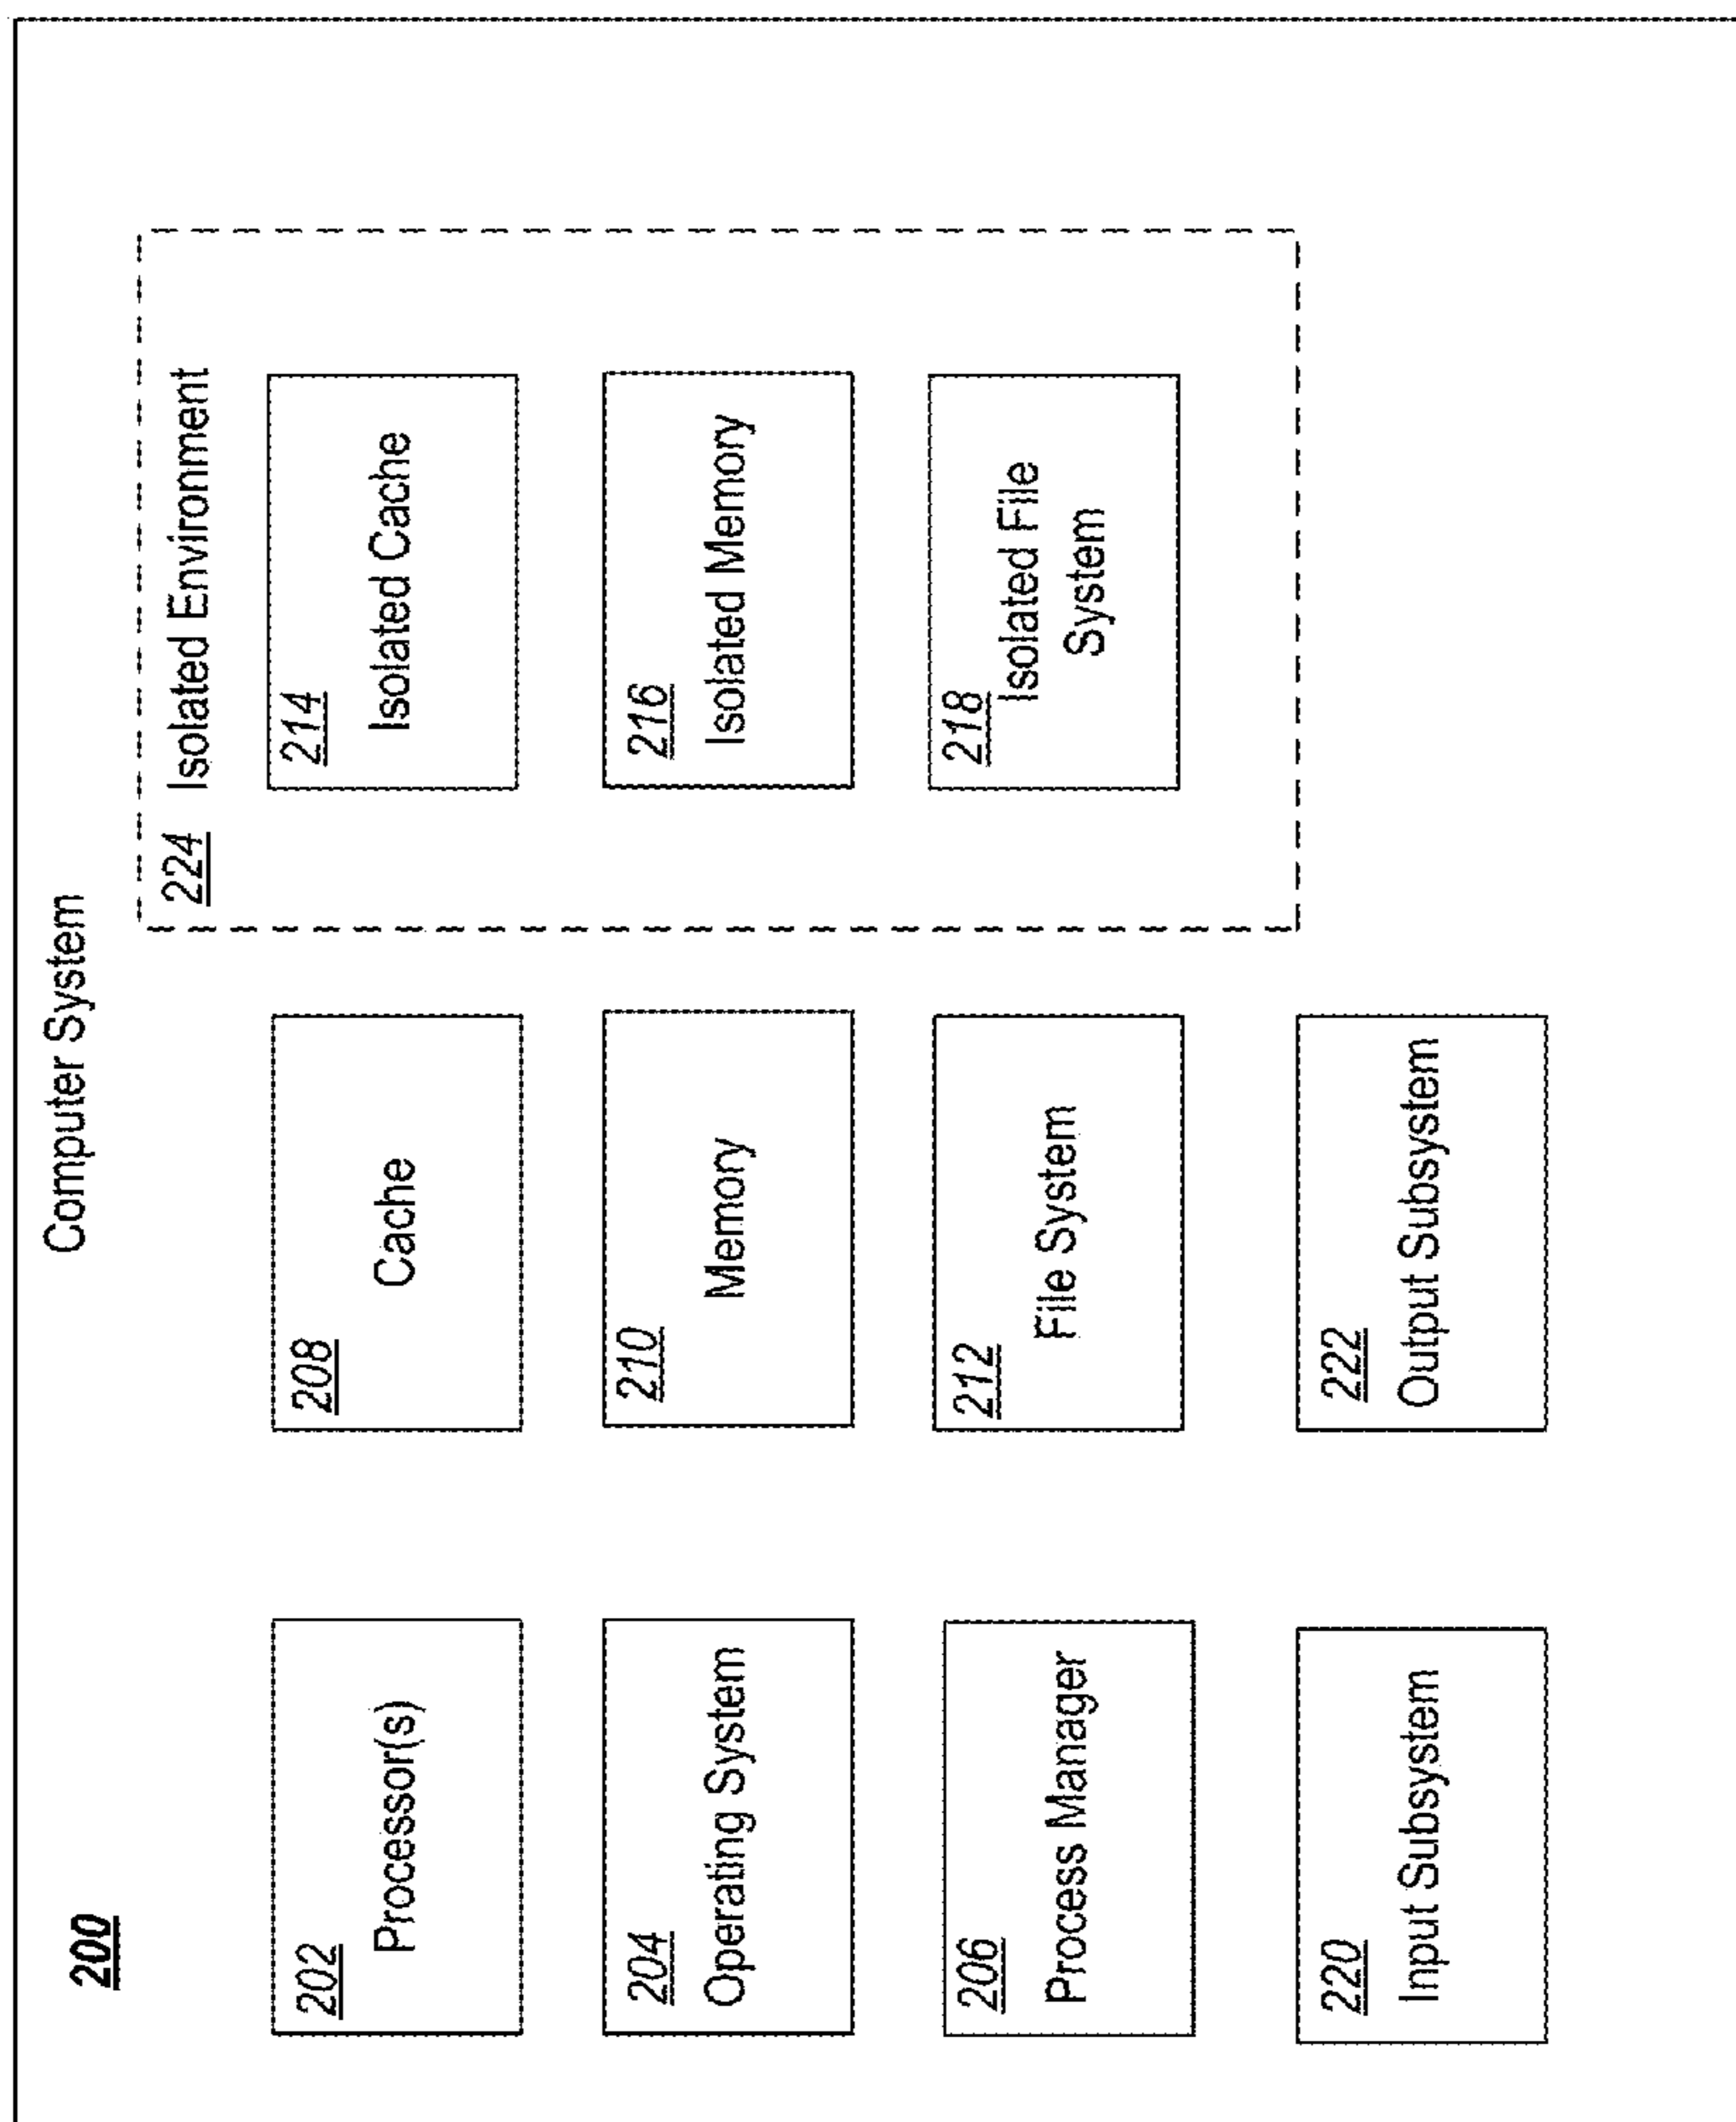 Computer System
200
202
Processor(s)
204
Operating System
206
Process Manager
220
Input Subsystem
208
Cache
210
Memory
212
File System
222
Output Subsystem
224 Isolated Environment
214
Isolated Cache
216
Isolated Memory
218
Isolated File
System